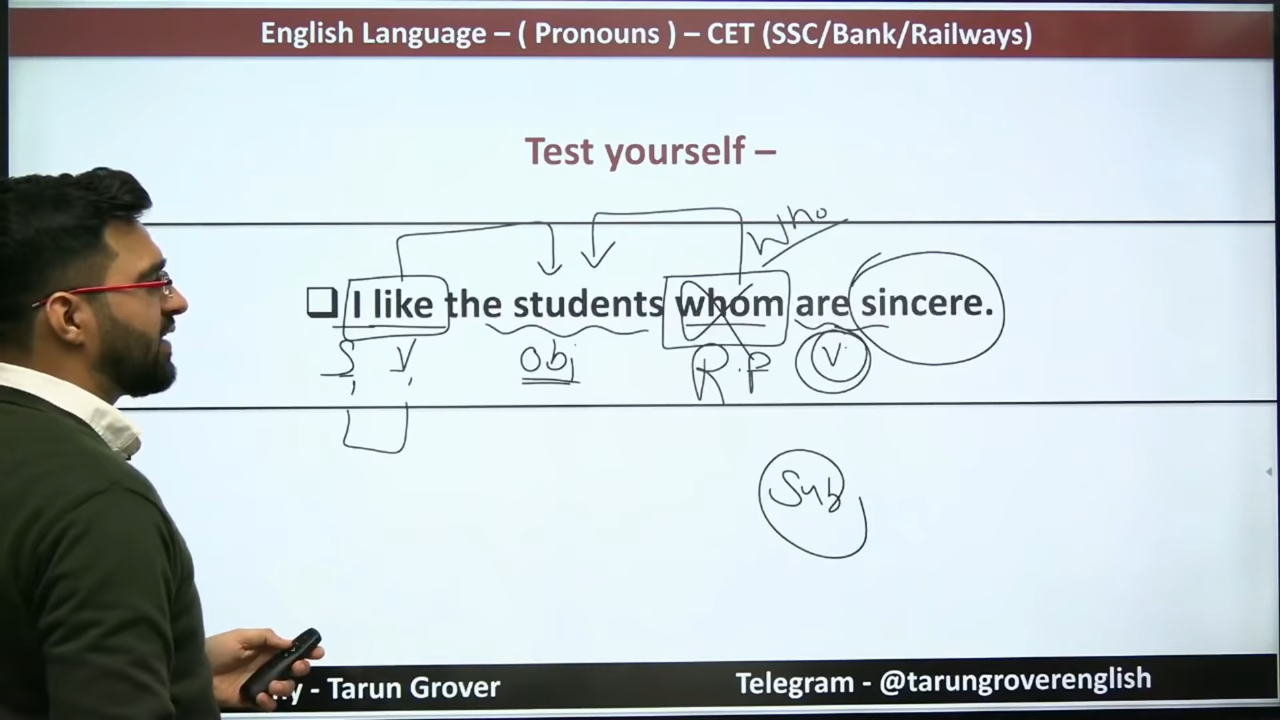 English Language – ( Pronouns ) – CET (SSC/Bank/Railways)
Test yourself –
Who
❑ I like the students whom are sincere.
S V Obj R.P V
Sub
- Tarun Grover
Telegram - @tarungroverenglish